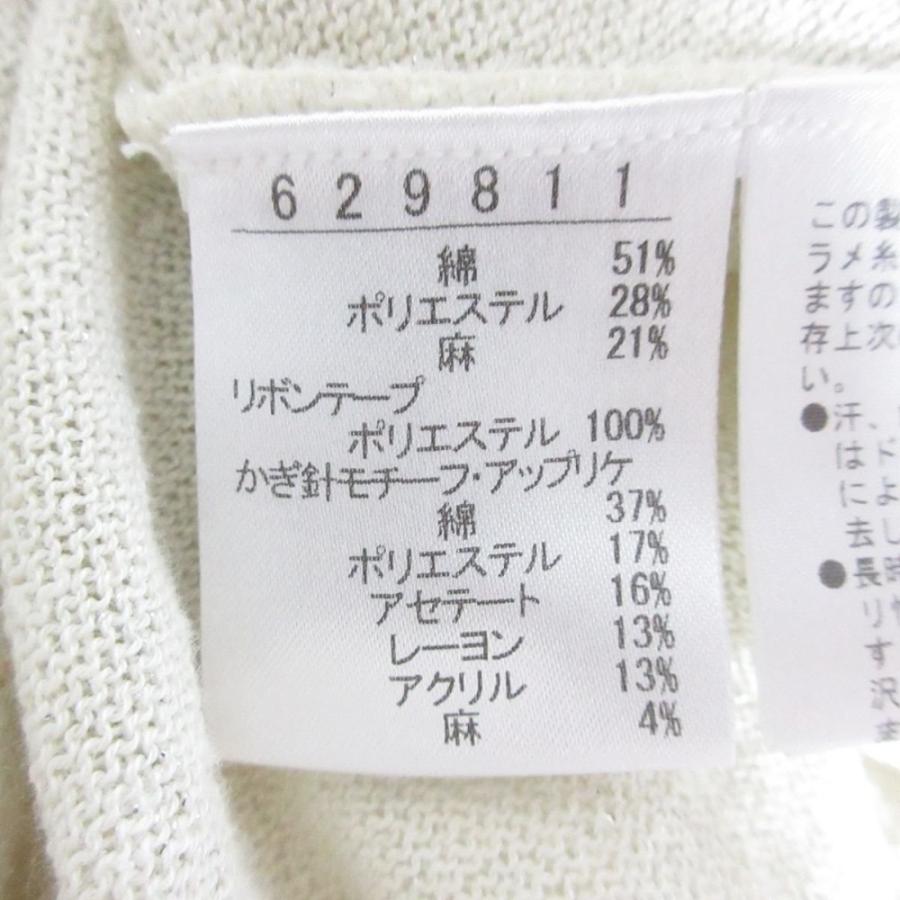 629811
綿 51%
ポリエステル 28%
麻 21%
リボンテープ
ポリエステル 100%
かぎ針モチーフ・アップリケ
綿 37%
ポリエステル 17%
アセテート 16%
レーヨン 13%
アクリル 13%
麻 4%
この製
ラメ糸
ますの
存上次
い。
●汗、
はド
によ
去し
●長時
り
す
沢
ま